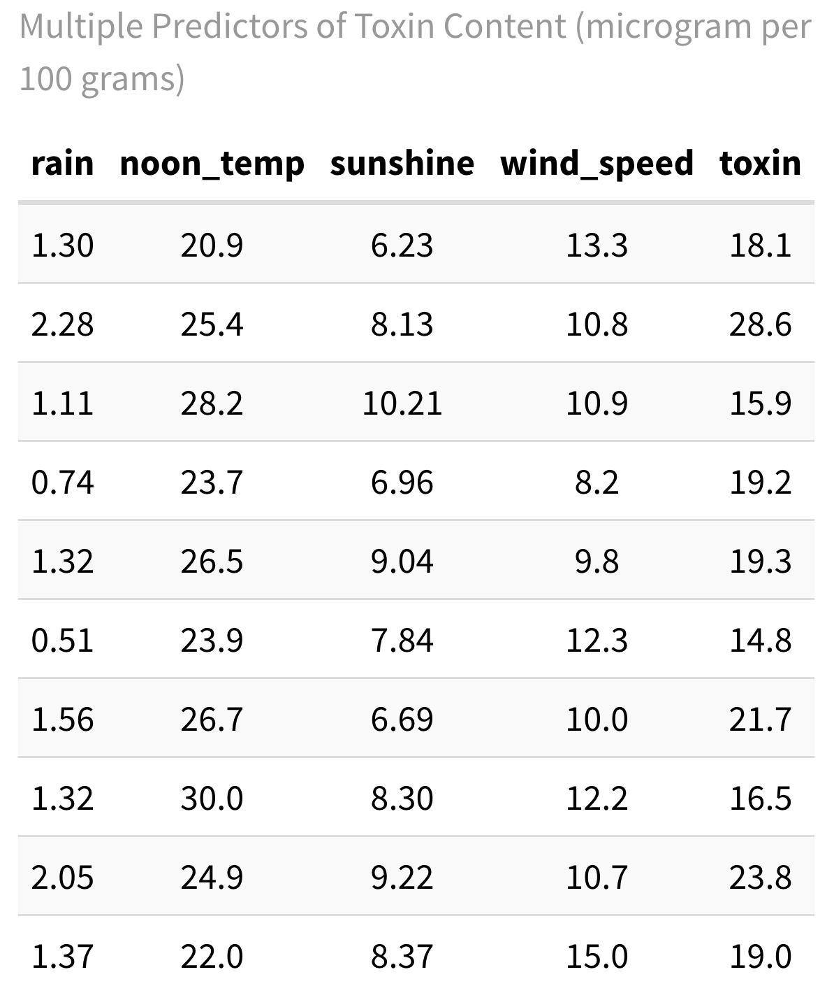 Multiple Predictors of Toxin Content (microgram per
100 grams)
rain noon_temp sunshine wind_speed toxin
1.30 20.9 6.23 13.3 18.1
2.28 25.4 8.13 10.8 28.6
1.11 28.2 10.21 10.9 15.9
0.74 23.7 6.96 8.2 19.2
1.32 26.5 9.04 9.8 19.3
0.51 23.9 7.84 12.3 14.8
1.56 26.7 6.69 10.0 21.7
1.32 30.0 8.30 12.2 16.5
2.05 24.9 9.22 10.7 23.8
1.37 22.0 8.37 15.0 19.0